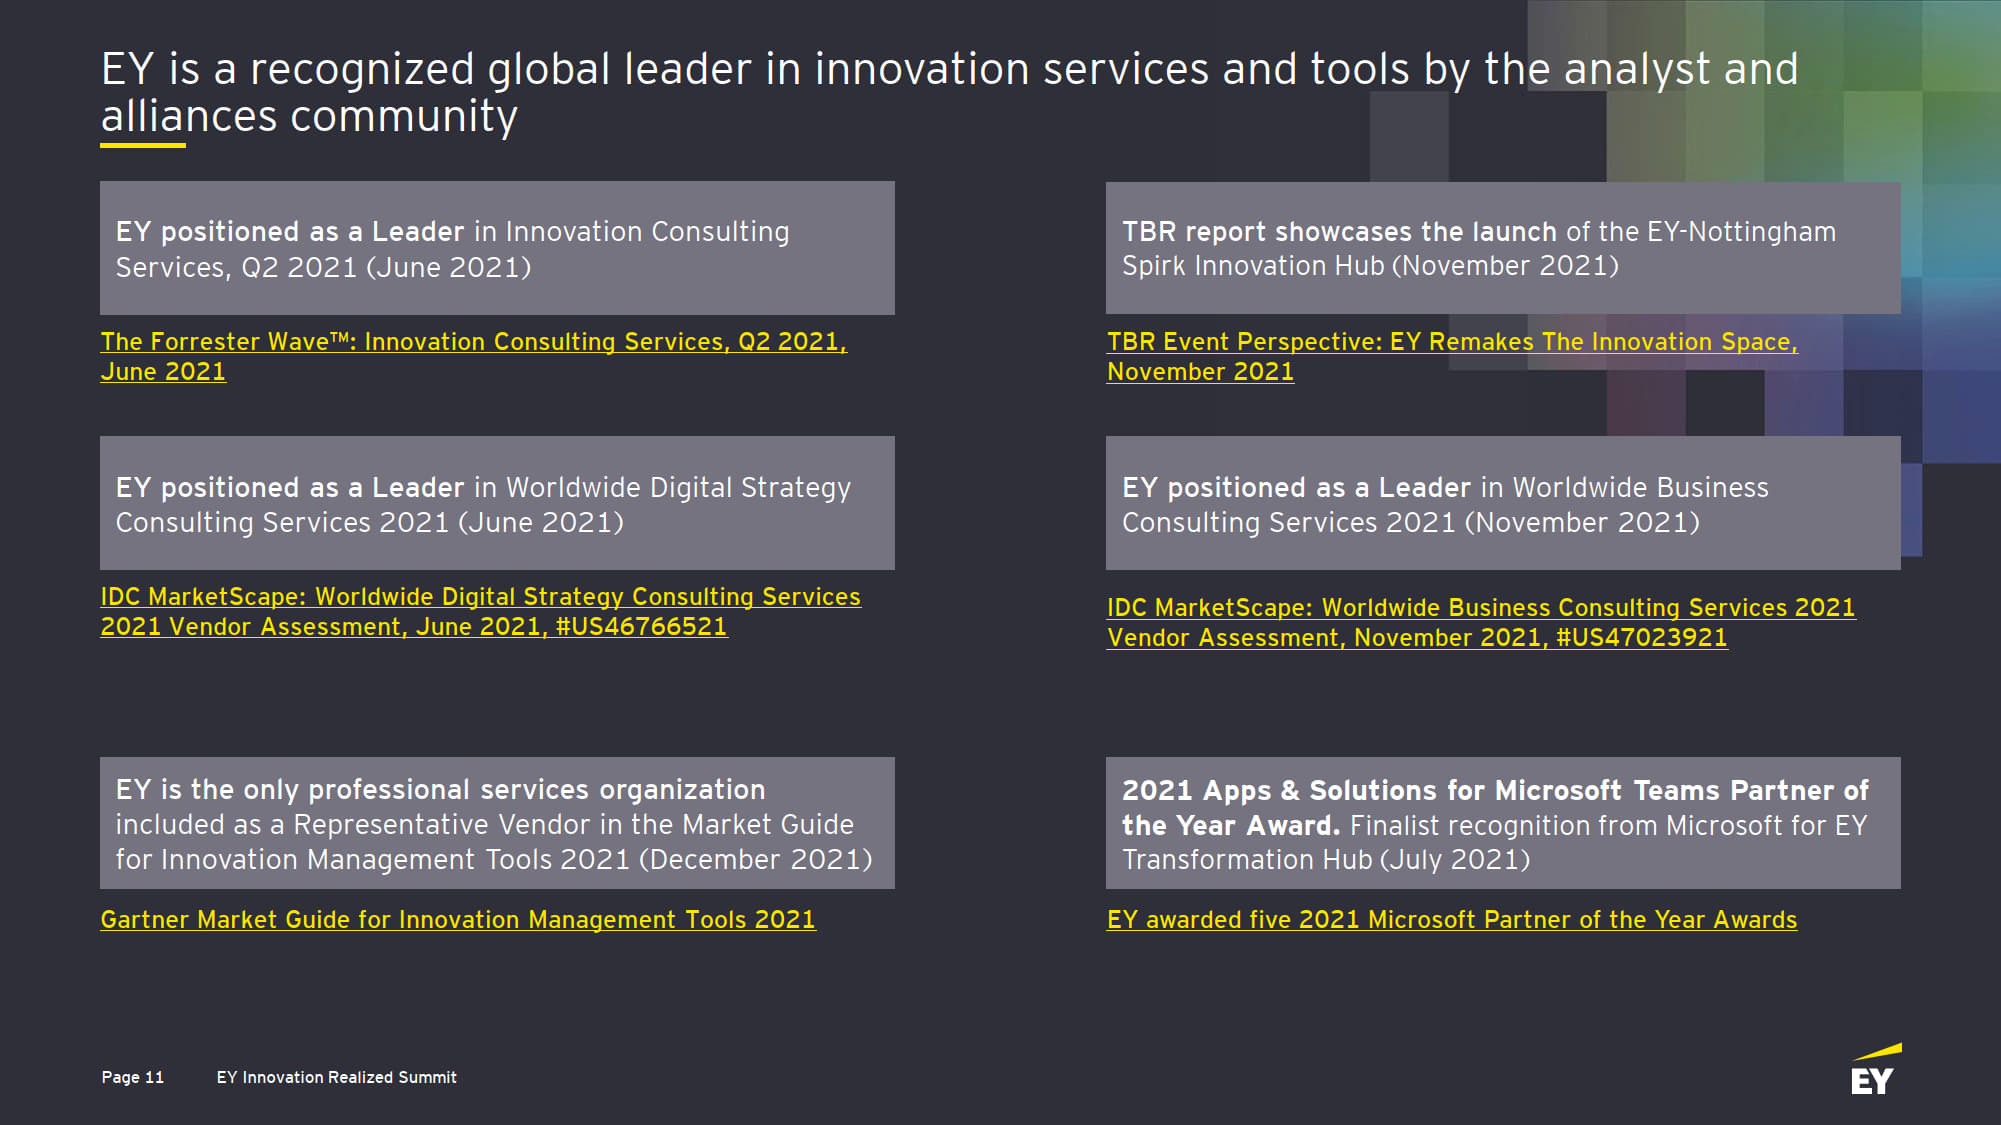 EY is a recognized global leader in innovation services and tools by the analyst and
alliances community
EY positioned as a Leader in Innovation Consulting
Services, Q2 2021 (June 2021)
The Forrester Wave™: Innovation Consulting Services, Q2 2021,
June 2021
TBR report showcases the launch of the EY-Nottingham
Spirk Innovation Hub (November 2021)
TBR Event Perspective: EY Remakes The Innovation Space,
November 2021
EY positioned as a Leader in Worldwide Digital Strategy
Consulting Services 2021 (June 2021)
IDC MarketScape: Worldwide Digital Strategy Consulting Services
2021 Vendor Assessment, June 2021, #US46766521
EY positioned as a Leader in Worldwide Business
Consulting Services 2021 (November 2021)
IDC MarketScape: Worldwide Business Consulting Services 2021
Vendor Assessment, November 2021, #US47023921
EY is the only professional services organization
included as a Representative Vendor in the Market Guide
for Innovation Management Tools 2021 (December 2021)
Gartner Market Guide for Innovation Management Tools 2021
2021 Apps & Solutions for Microsoft Teams Partner of
the Year Award. Finalist recognition from Microsoft for EY
Transformation Hub (July 2021)
EY awarded five 2021 Microsoft Partner of the Year Awards
Page 11 EY Innovation Realized Summit
EY